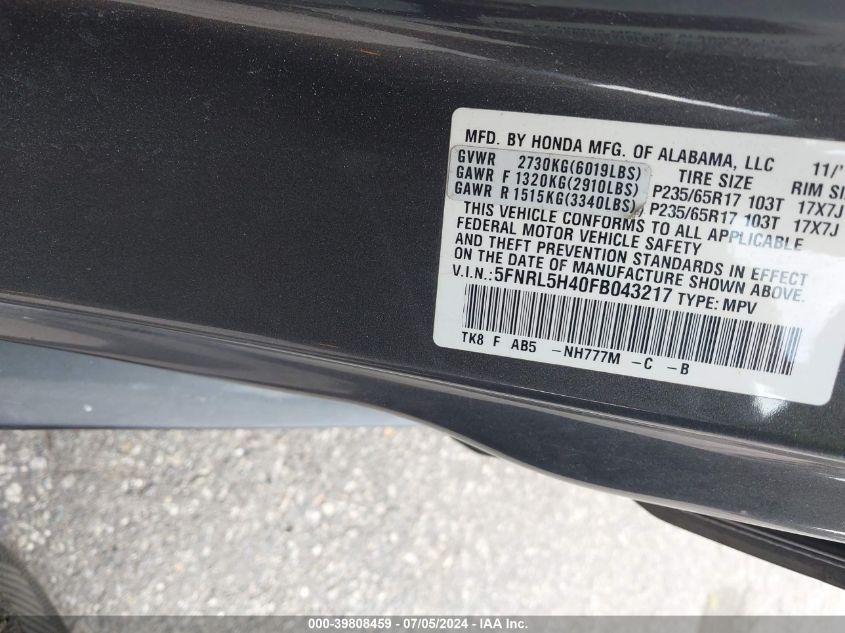 MFD. BY HONDA MFG. OF ALABAMA, LLC 11/
GVWR 2730KG(6019LBS) TIRE SIZE RIM SI
GAWR F 1320KG(2910LBS) P235/65R17 103T 17X7J
GAWR R 1515KG(3340LBS) P235/65R17 103T 17X7J
THIS VEHICLE CONFORMS TO ALL APPLICABLE
FEDERAL MOTOR VEHICLE SAFETY
AND THEFT PREVENTION STANDARDS IN EFFECT
ON THE DATE OF MANUFACTURE SHOWN ABOVE.
V.I.N.: 5FNRL5H40FB043217 TYPE: MPV
TK8 F AB5 -NH777M -C -B
000-39808459 - 07/05/2024 - IAA Inc.